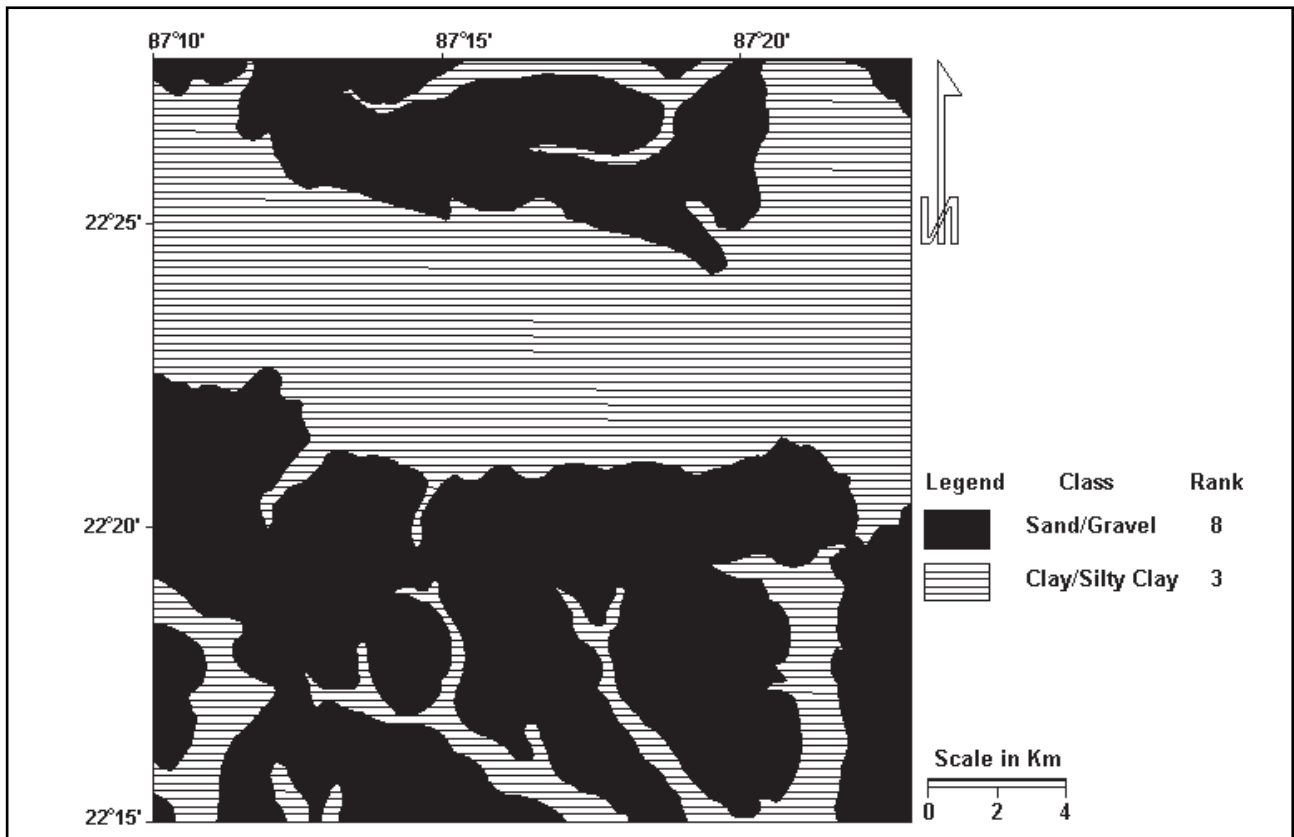 87°10' 87°15' 87°20'
N
22°25'
22°20'
22°15'
Legend Class Rank
Sand/Gravel 8
Clay/Silty Clay 3
Scale in Km
0 2 4